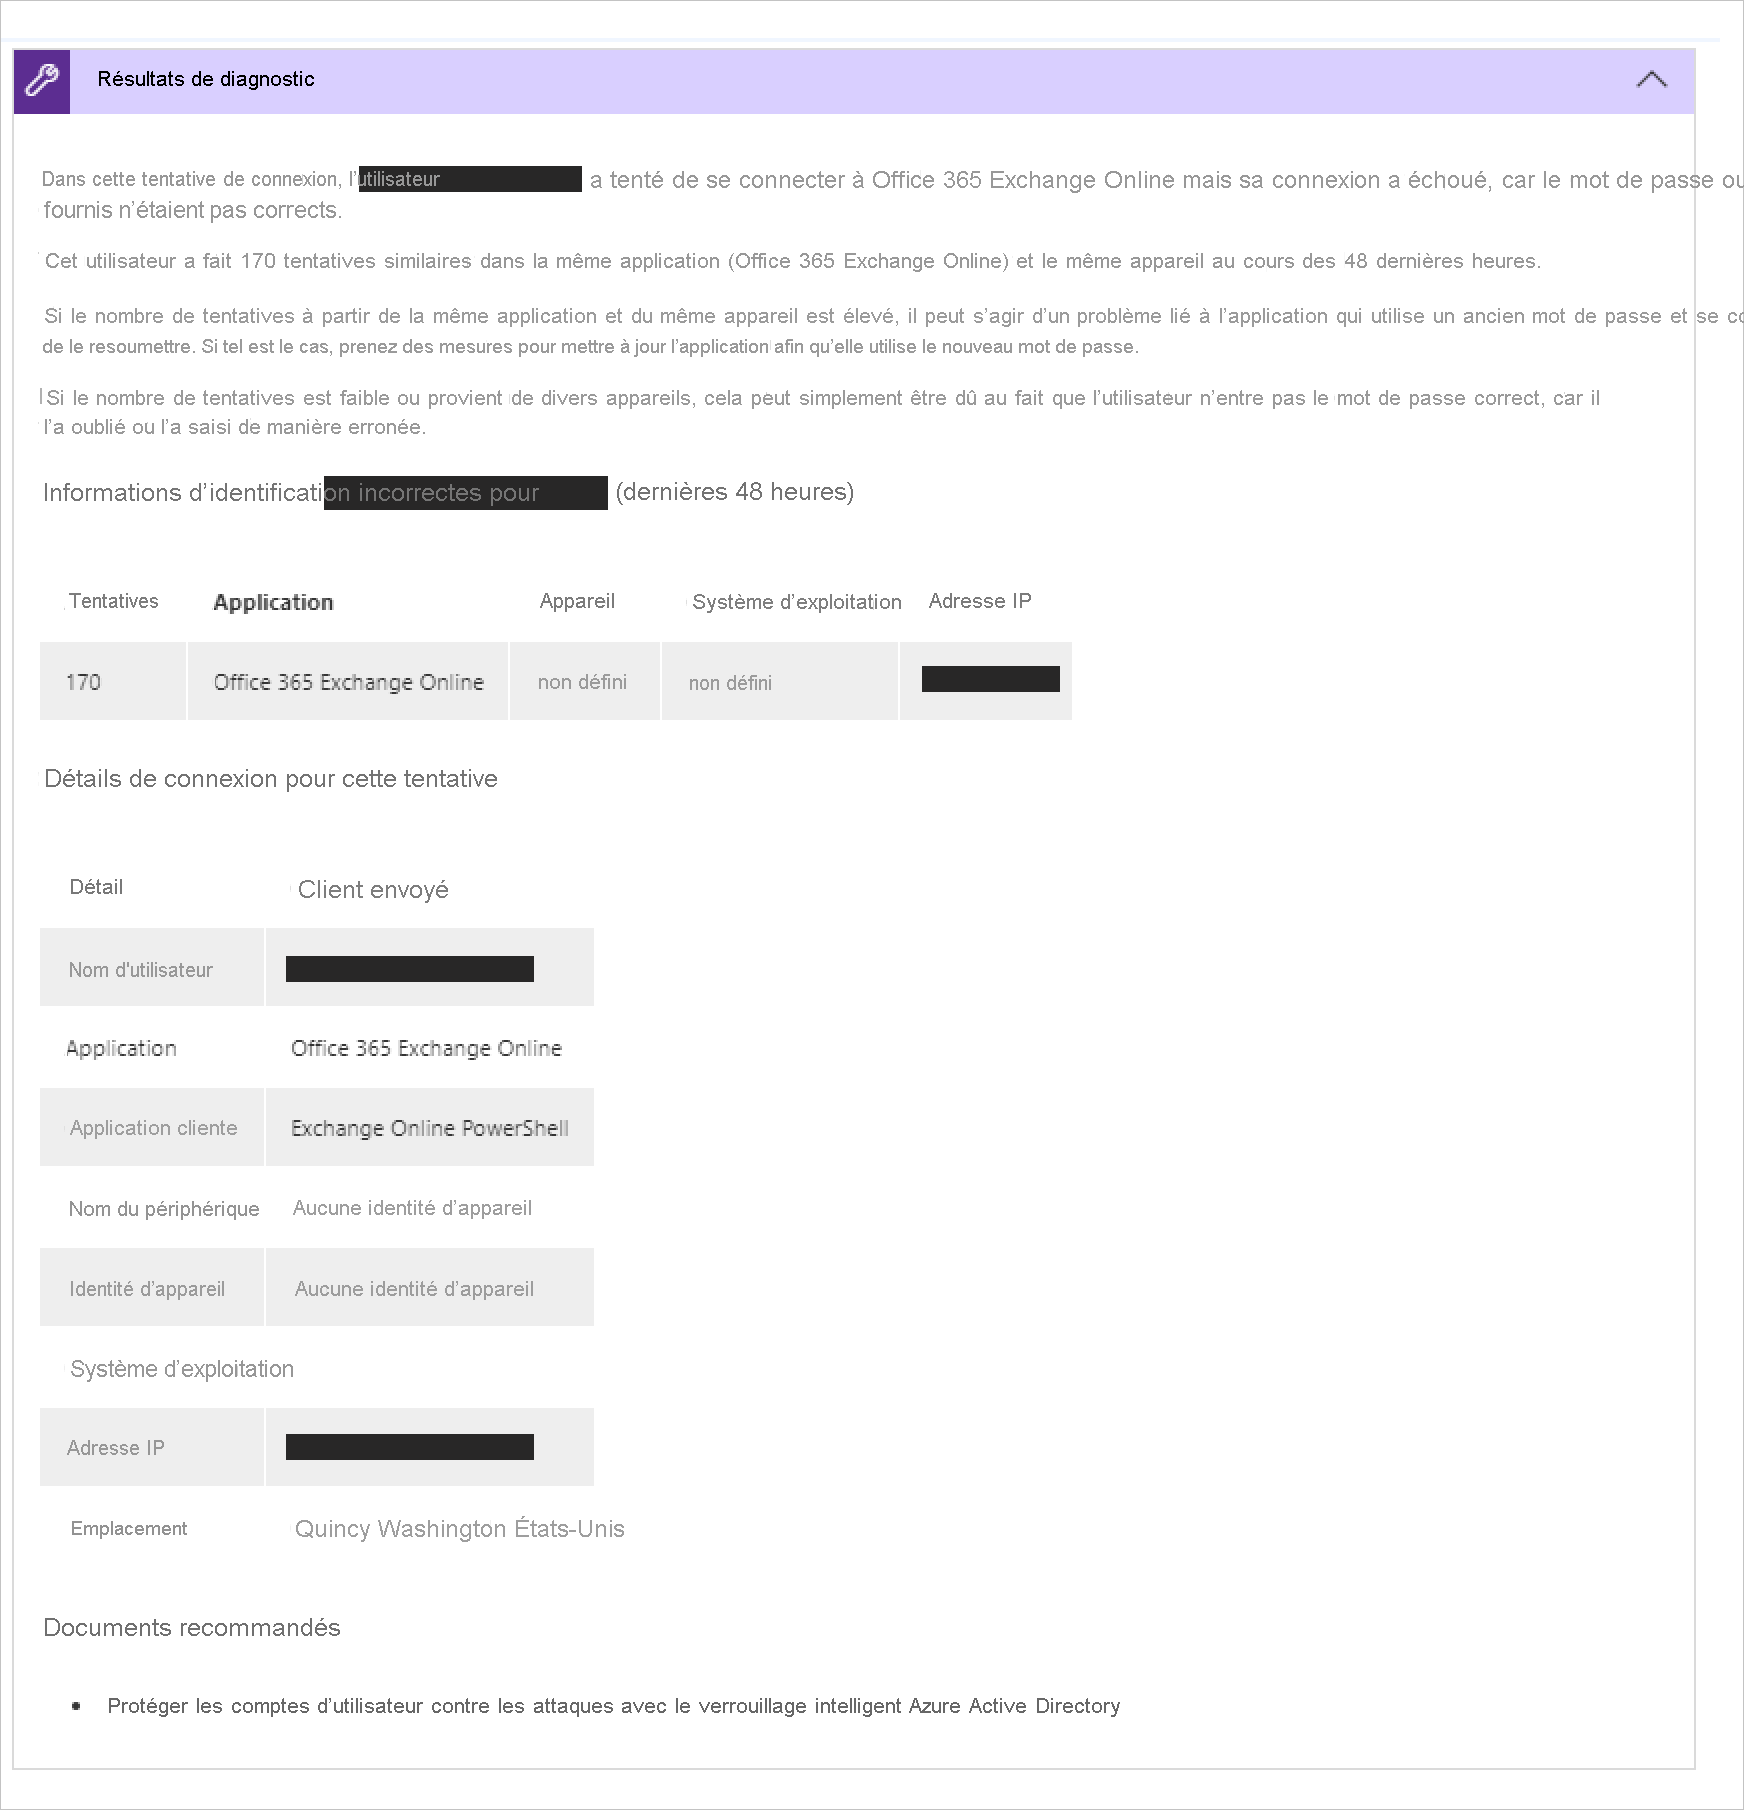 Résultats de diagnostic
Dans cette tentative de connexion, l’utilisateur a tenté de se connecter à Office 365 Exchange Online mais sa connexion a échoué, car le mot de passe ou
fournis n’étaient pas corrects.
Cet utilisateur a fait 170 tentatives similaires dans la même application (Office 365 Exchange Online) et le même appareil au cours des 48 dernières heures.
Si le nombre de tentatives à partir de la même application et du même appareil est élevé, il peut s’agir d’un problème lié à l’application qui utilise un ancien mot de passe et se
de le resoumettre. Si tel est le cas, prenez des mesures pour mettre à jour l’application afin qu’elle utilise le nouveau mot de passe.
Si le nombre de tentatives est faible ou provient de divers appareils, cela peut simplement être dû au fait que l’utilisateur n’entre pas le mot de passe correct, car il
l’a oublié ou l’a saisi de manière erronée.
Informations d’identification incorrectes pour (dernières 48 heures)
Tentatives Application Appareil Système d’exploitation Adresse IP
170 Office 365 Exchange Online non défini non défini
Détails de connexion pour cette tentative
Détail Client envoyé
Nom d'utilisateur
Application Office 365 Exchange Online
Application cliente Exchange Online PowerShell
Nom du périphérique Aucune identité d’appareil
Identité d’appareil Aucune identité d’appareil
Système d’exploitation
Adresse IP
Emplacement Quincy Washington États-Unis
Documents recommandés
• Protéger les comptes d’utilisateur contre les attaques avec le verrouillage intelligent Azure Active Directory